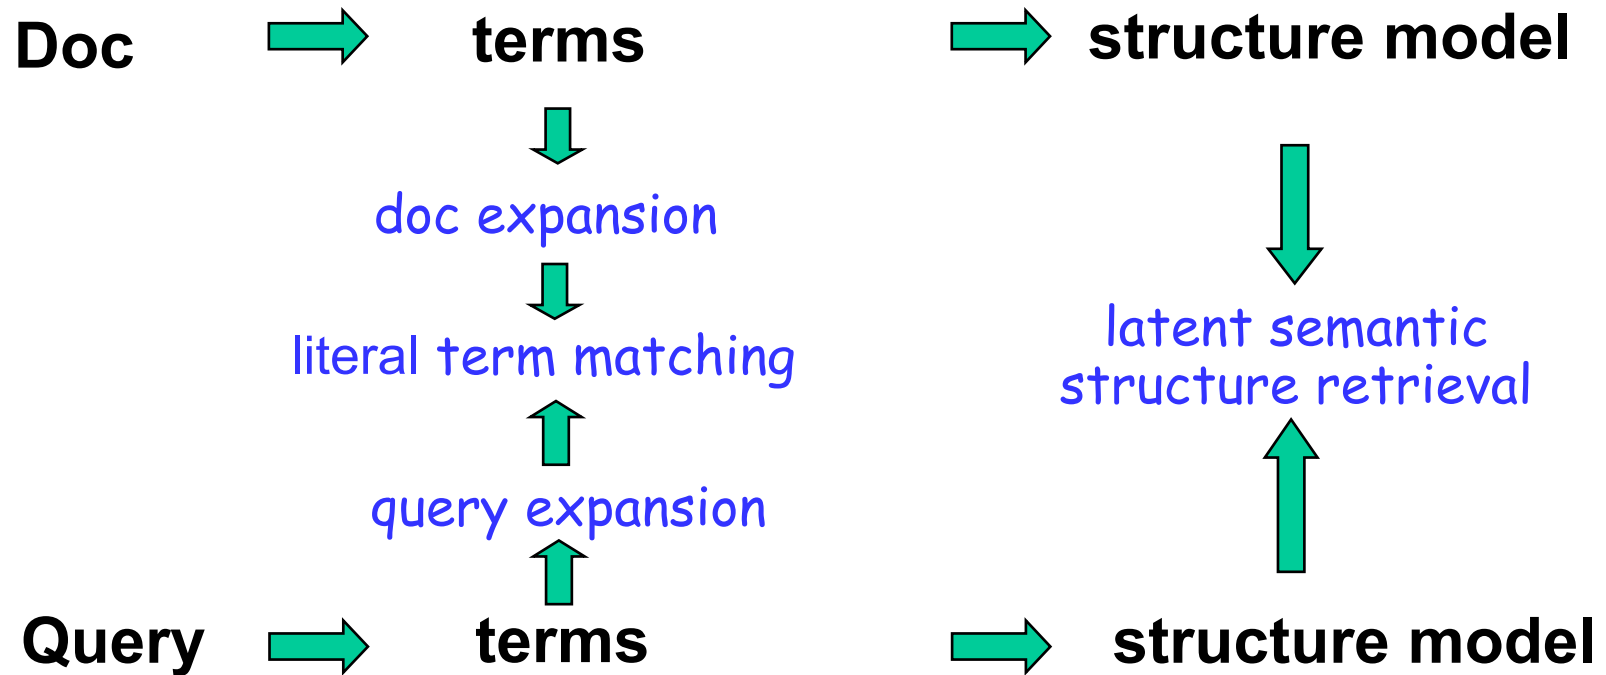 Doc
terms
structure model
doc expansion
literal term matching
latent semantic
structure retrieval
query expansion
Query
terms
structure model